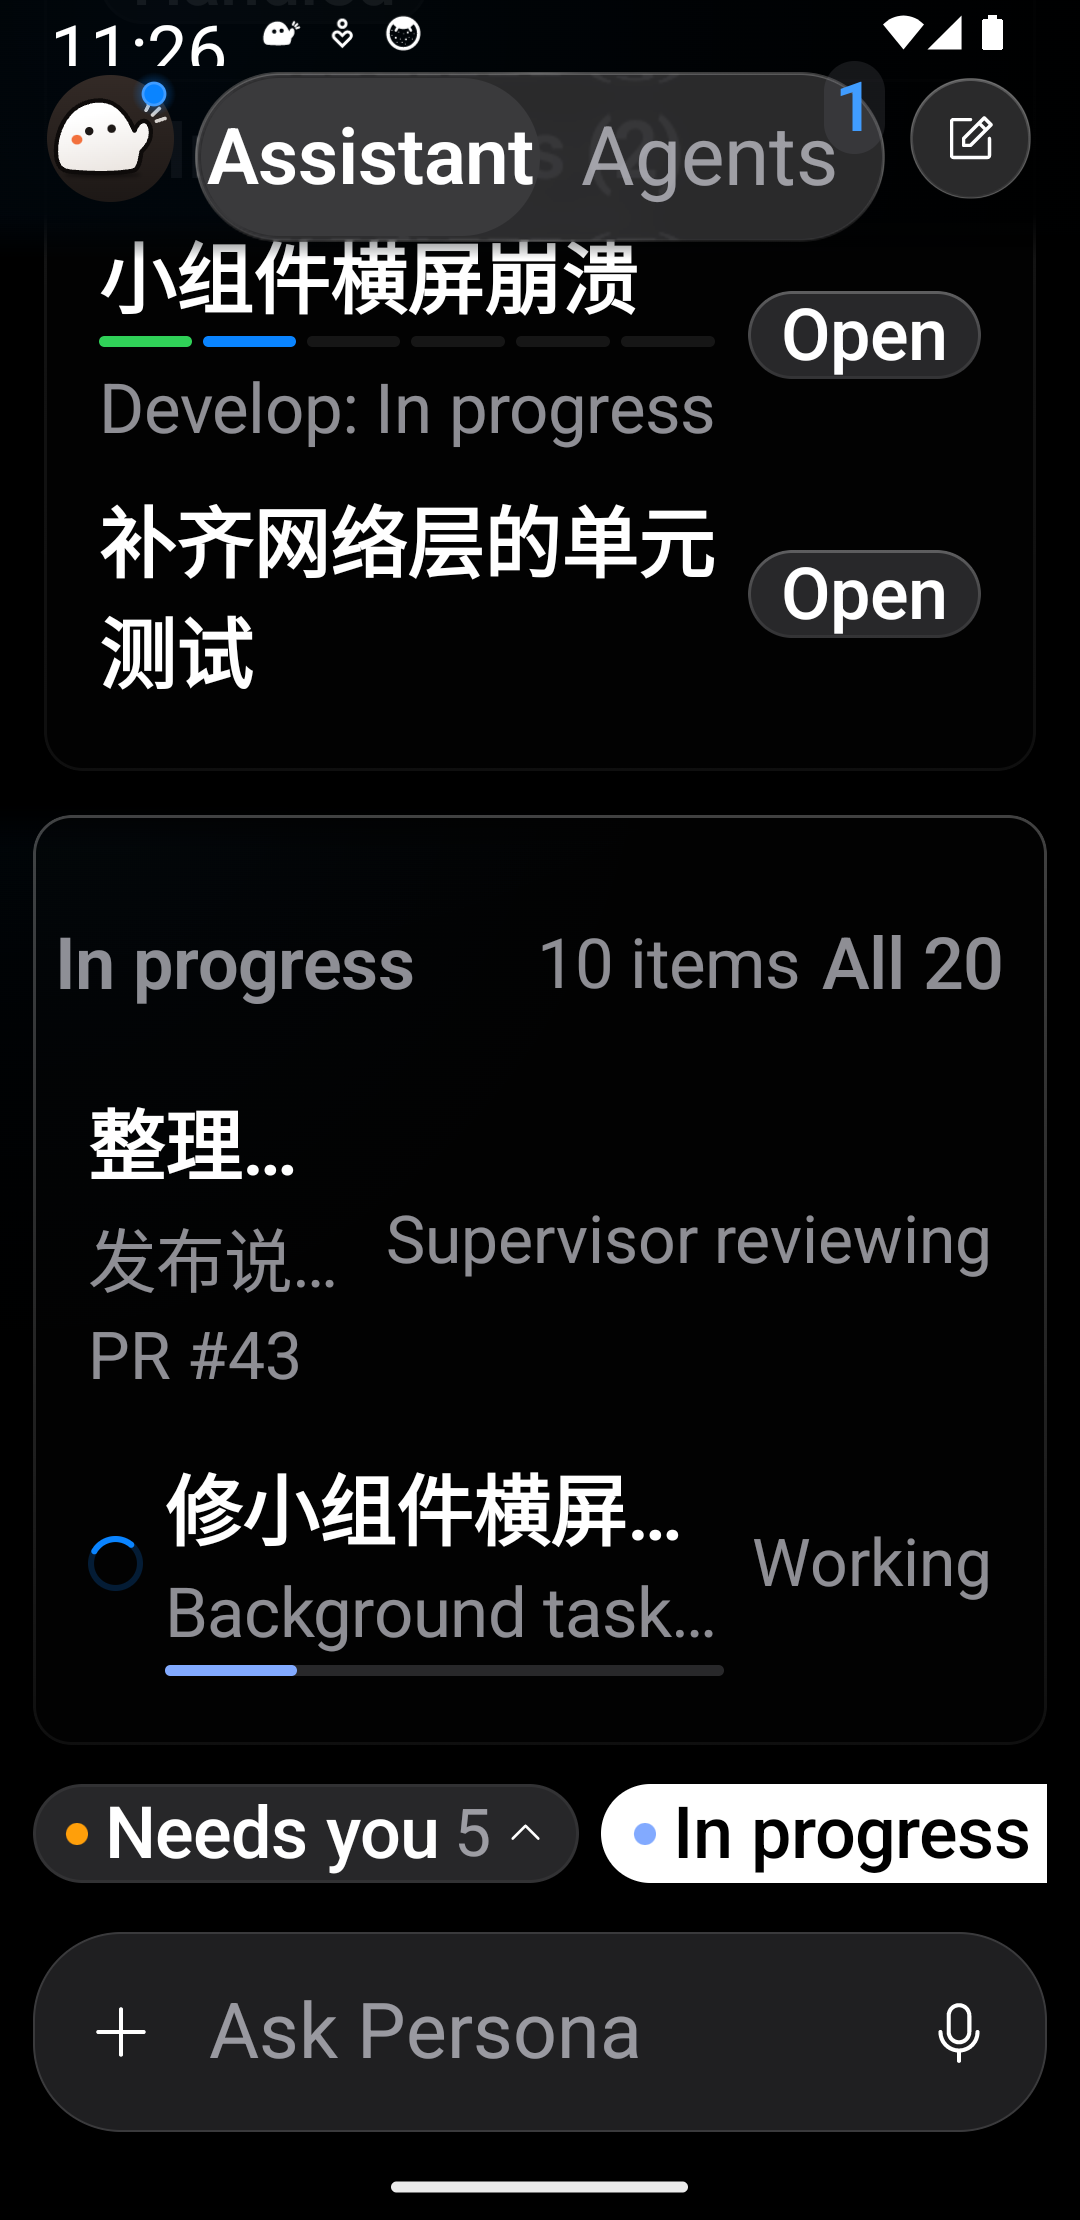 11:26
Assistant
Agents
1
小组件横屏崩溃
Open
Develop: In progress
补齐网络层的单元
测试
Open
In progress
10 items
All 20
整理…
发布说…
PR #43
Supervisor reviewing
修小组件横屏…
Background task…
Working
Needs you 5
In progress
Ask Persona